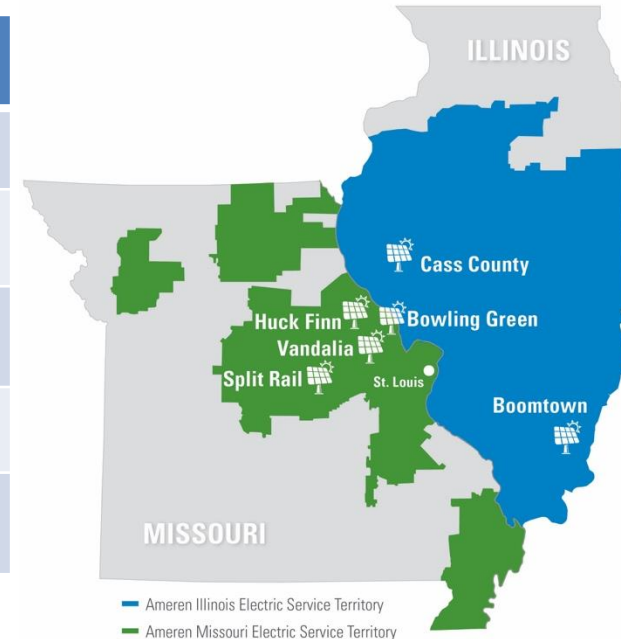 ILLINOIS
Cass County
Huck Finn
Bowling Green
Vandalia
Split Rail
St. Louis
Boomtown
MISSOURI
Ameren Illinois Electric Service Territory
Ameren Missouri Electric Service Territory